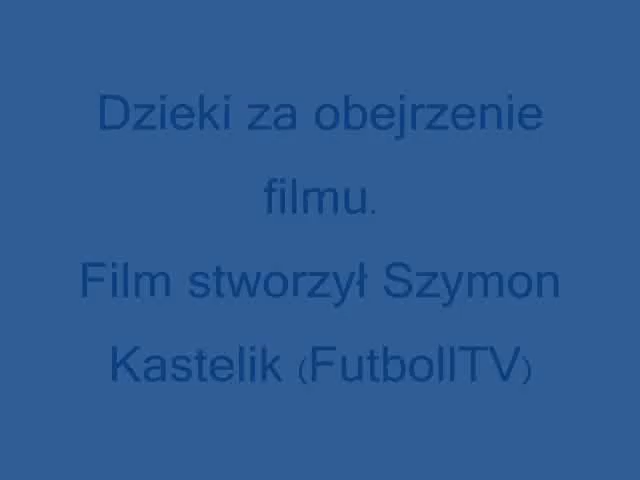 Dzieki za obejrzenie
filmu.
Film stworzył Szymon
Kastelik (FutbollTV)